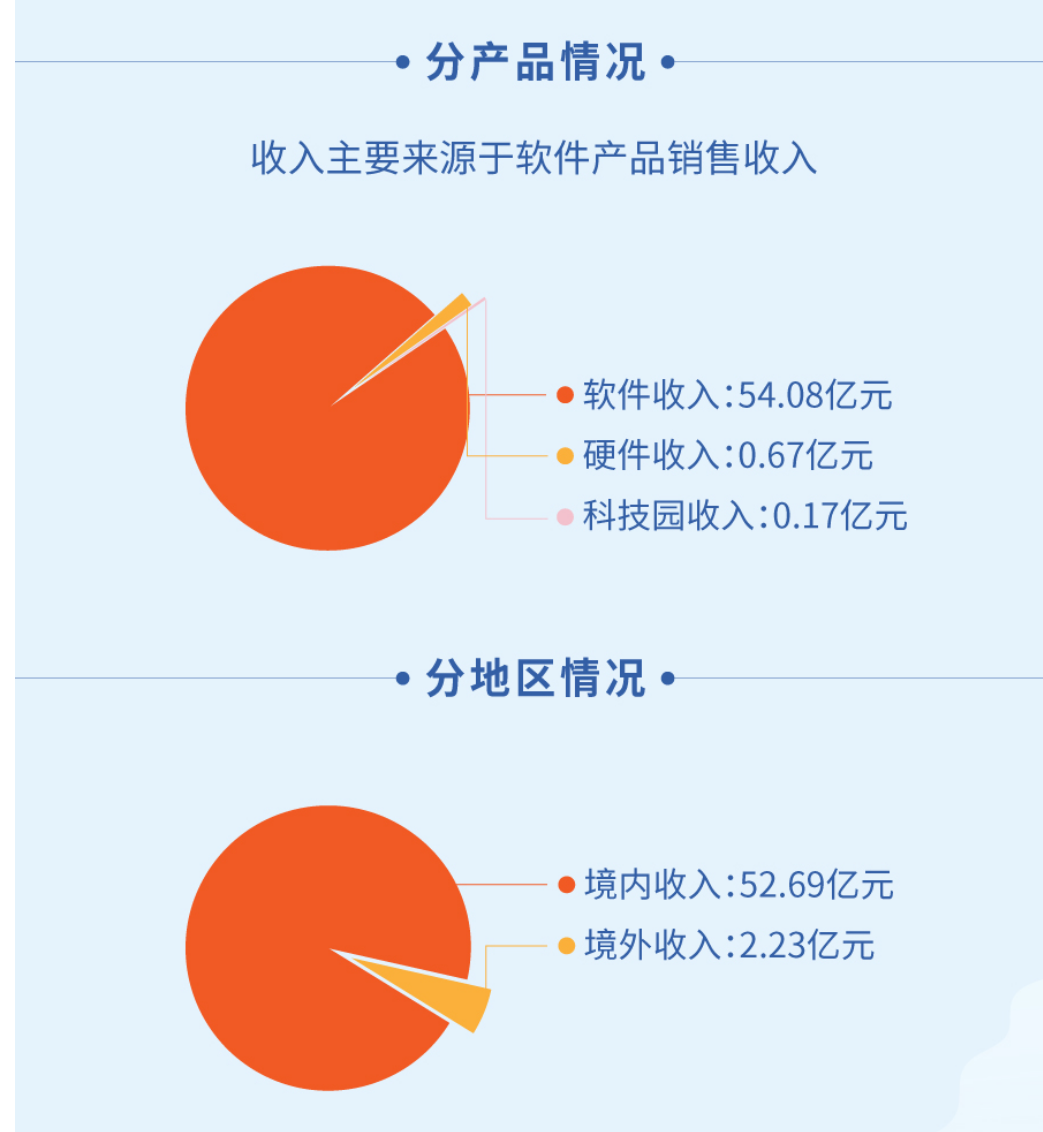 分产品情况
收入主要来源于软件产品销售收入
软件收入:54.08亿元
硬件收入:0.67亿元
科技园收入:0.17亿元
分地区情况
境内收入:52.69亿元
境外收入:2.23亿元